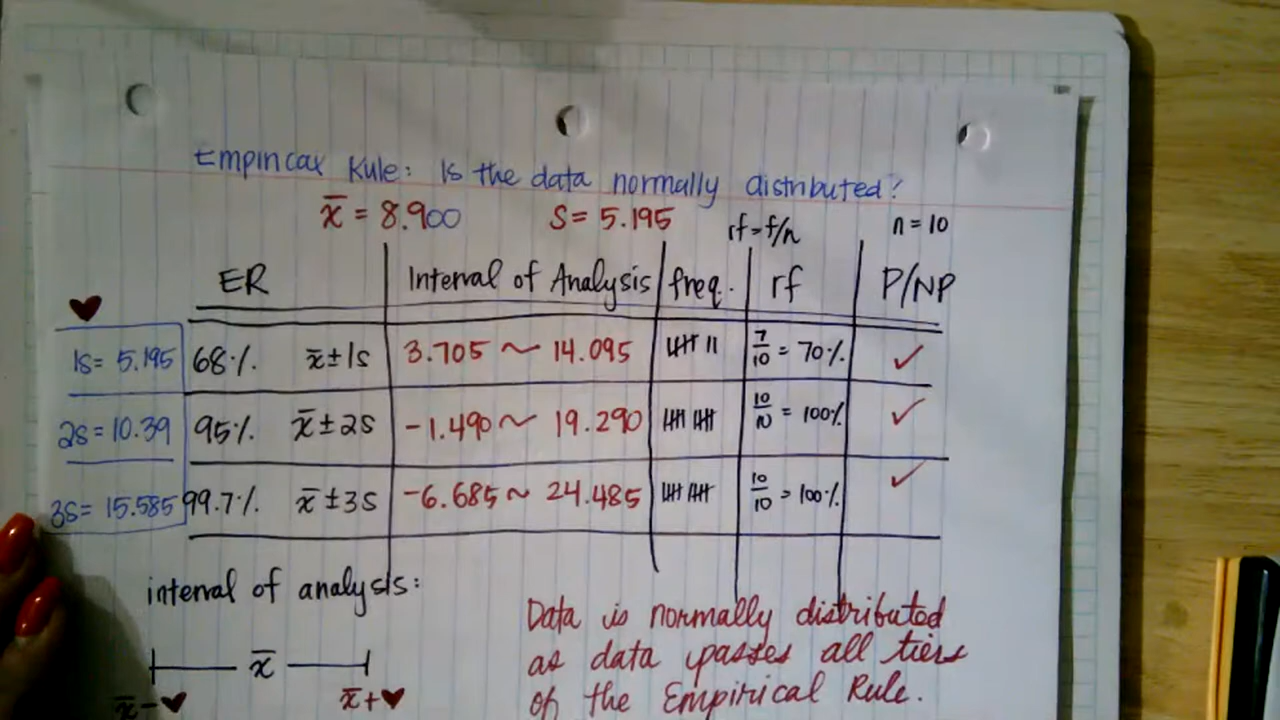 Empirical Rule: Is the data normally distributed?
x̄ = 8.900 S = 5.195 rf = f/n n = 10
ER Interval of Analysis freq. rf P/NP
♥
1s = 5.195 68% x̄ ± 1s 3.705 ~ 14.095 𝍸 || 7/10 = 70% ✓
2s = 10.39 95% x̄ ± 2s -1.490 ~ 19.290 𝍸 𝍸 10/10 = 100% ✓
3s = 15.585 99.7% x̄ ± 3s -6.685 ~ 24.485 𝍸 𝍸 10/10 = 100% ✓
interval of analysis:
x̄
x̄ - ♥ x̄ + ♥
Data is normally distributed
as data passes all tiers
of the Empirical Rule.